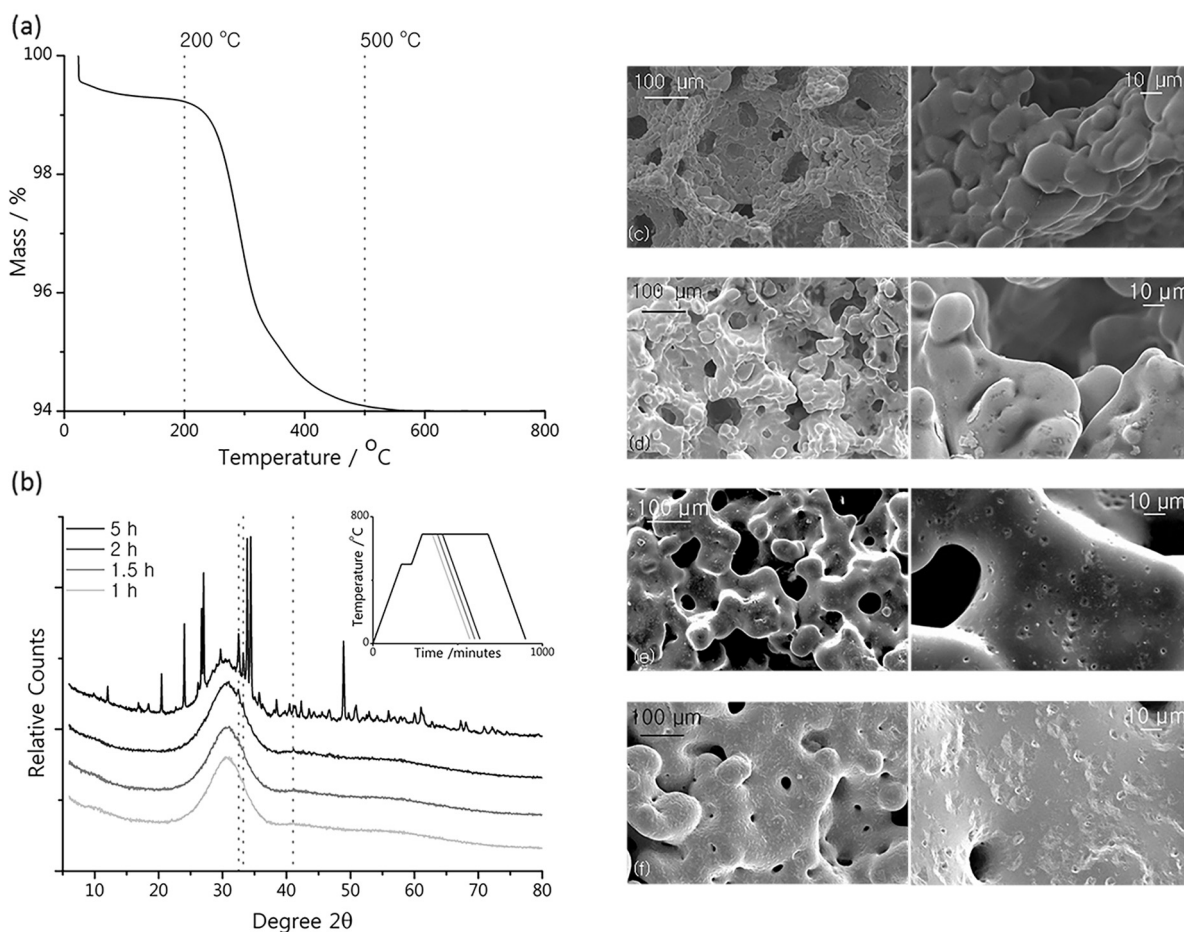 (a)
200 °C
500 °C
100
98
96
94
Mass / %
0
200
400
600
800
Temperature / °C
(b)
5 h
2 h
1.5 h
1 h
Relative Counts
800
0
Temperature /°C
0
1000
Time /minutes
10
20
30
40
50
60
70
80
Degree 2θ
100 µm
10 µm
(c)
100 µm
10 µm
(d)
100 µm
10 µm
(e)
100 µm
10 µm
(f)